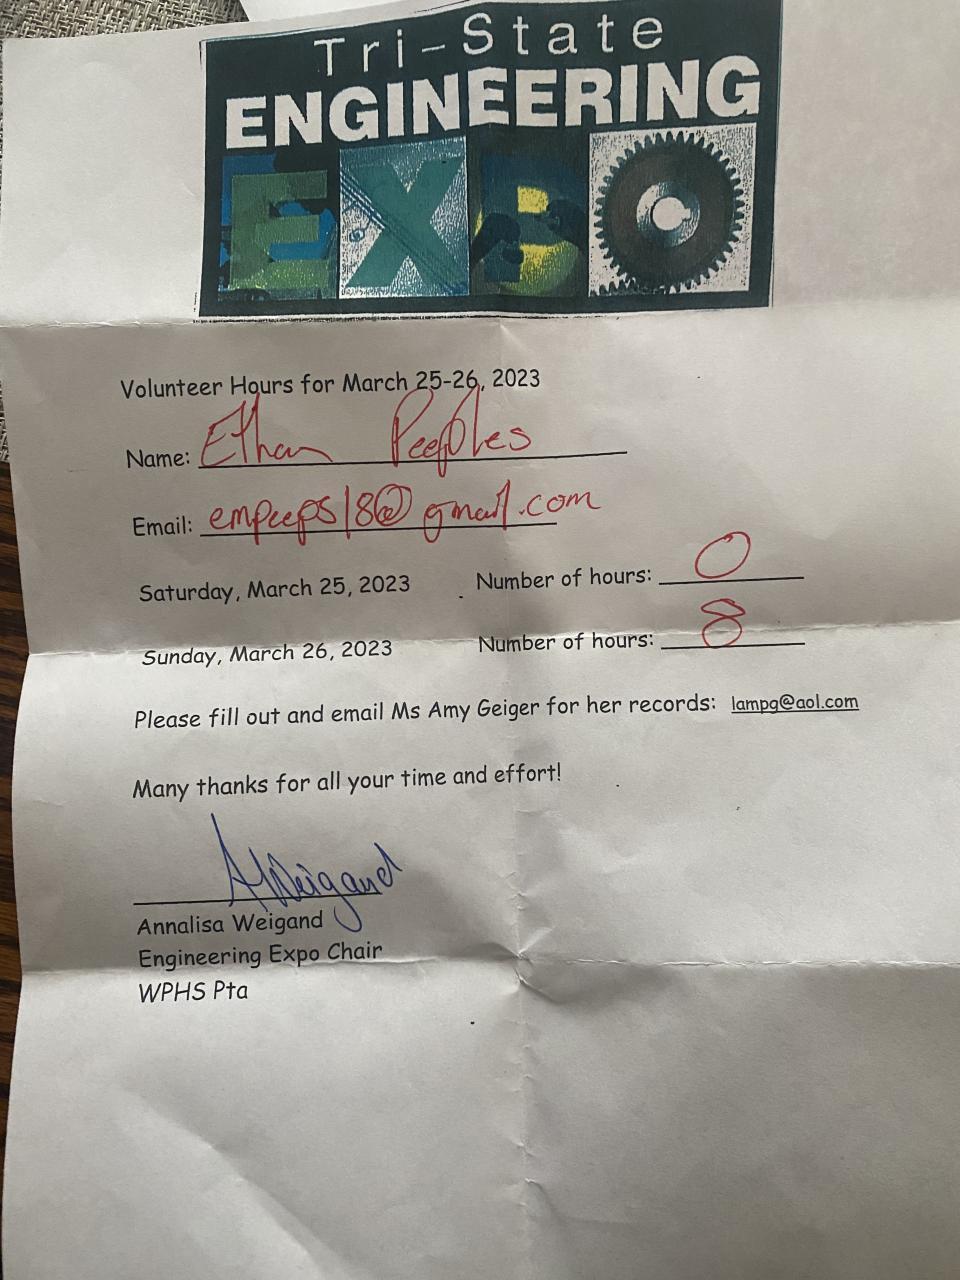 Tri-State
ENGINEERING
EXPO
Volunteer Hours for March 25-26, 2023
Name: Ethan Peeples
Email: empeeps18@gmail.com
Saturday, March 25, 2023 Number of hours: 0
Sunday, March 26, 2023 Number of hours: 8
Please fill out and email Ms Amy Geiger for her records: lampg@aol.com
Many thanks for all your time and effort!
AWeigand
Annalisa Weigand
Engineering Expo Chair
WPHS Pta